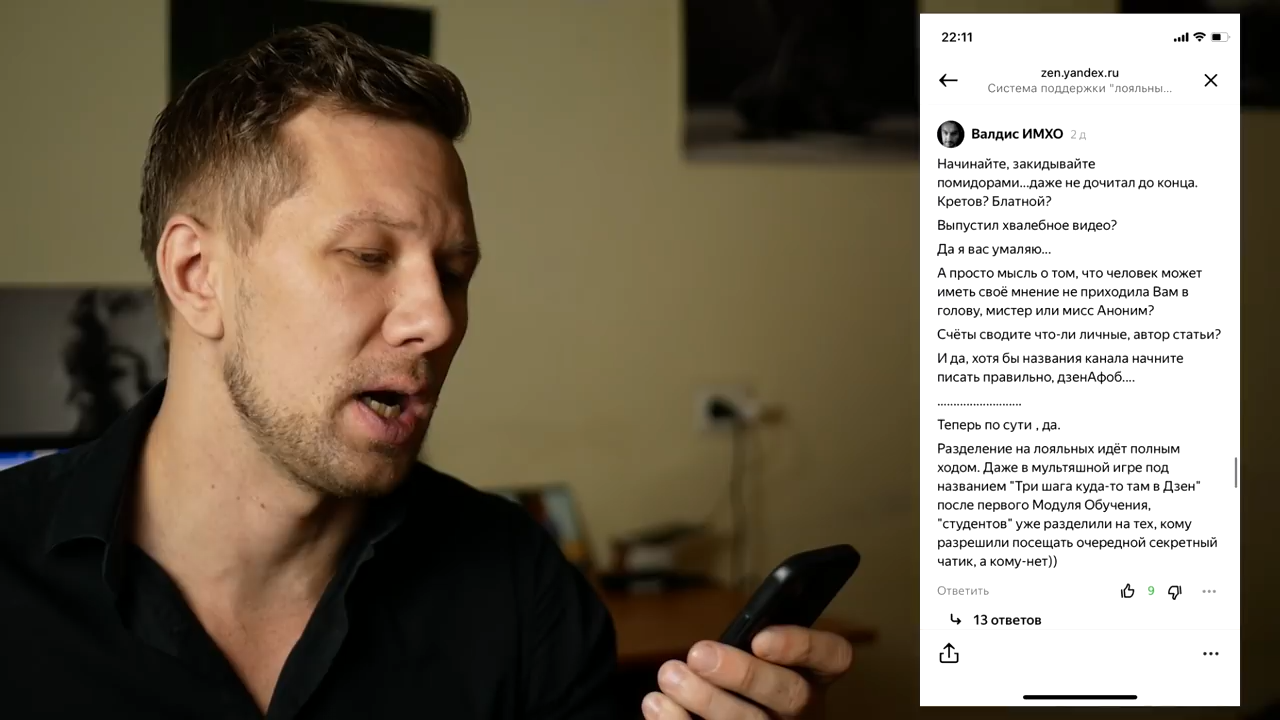 22:11
zen.yandex.ru
Система поддержки "лояльны...
Валдис ИМХО 2 д
Начинайте, закидывайте
помидорами...даже не дочитал до конца.
Кретов? Блатной?
Выпустил хвалебное видео?
Да я вас умаляю...
А просто мысль о том, что человек может
иметь своё мнение не приходила Вам в
голову, мистер или мисс Аноним?
Счёты сводите что-ли личные, автор статьи?
И да, хотя бы названия канала начните
писать правильно, дзенАфоб....
..........................
Теперь по сути , да.
Разделение на лояльных идёт полным
ходом. Даже в мультяшной игре под
названием "Три шага куда-то там в Дзен"
после первого Модуля Обучения,
"студентов" уже разделили на тех, кому
разрешили посещать очередной секретный
чатик, а кому-нет))
Ответить 9
13 ответов